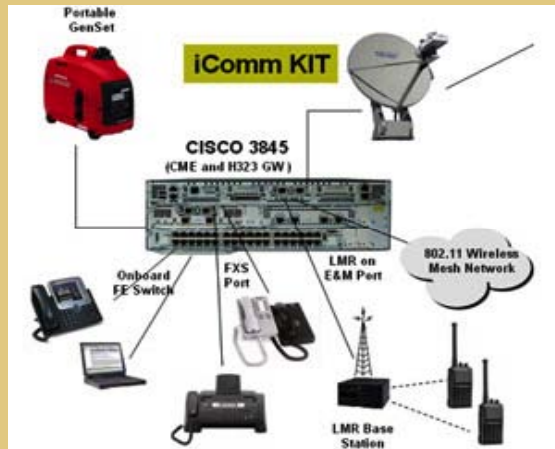 Portable
GenSet
iComm KIT
CISCO 3845
(CME and H323 GW )
Onboard
FE Switch
FXS
Port
LMR on
E&M Port
802.11 Wireless
Mesh Network
LMR Base
Station